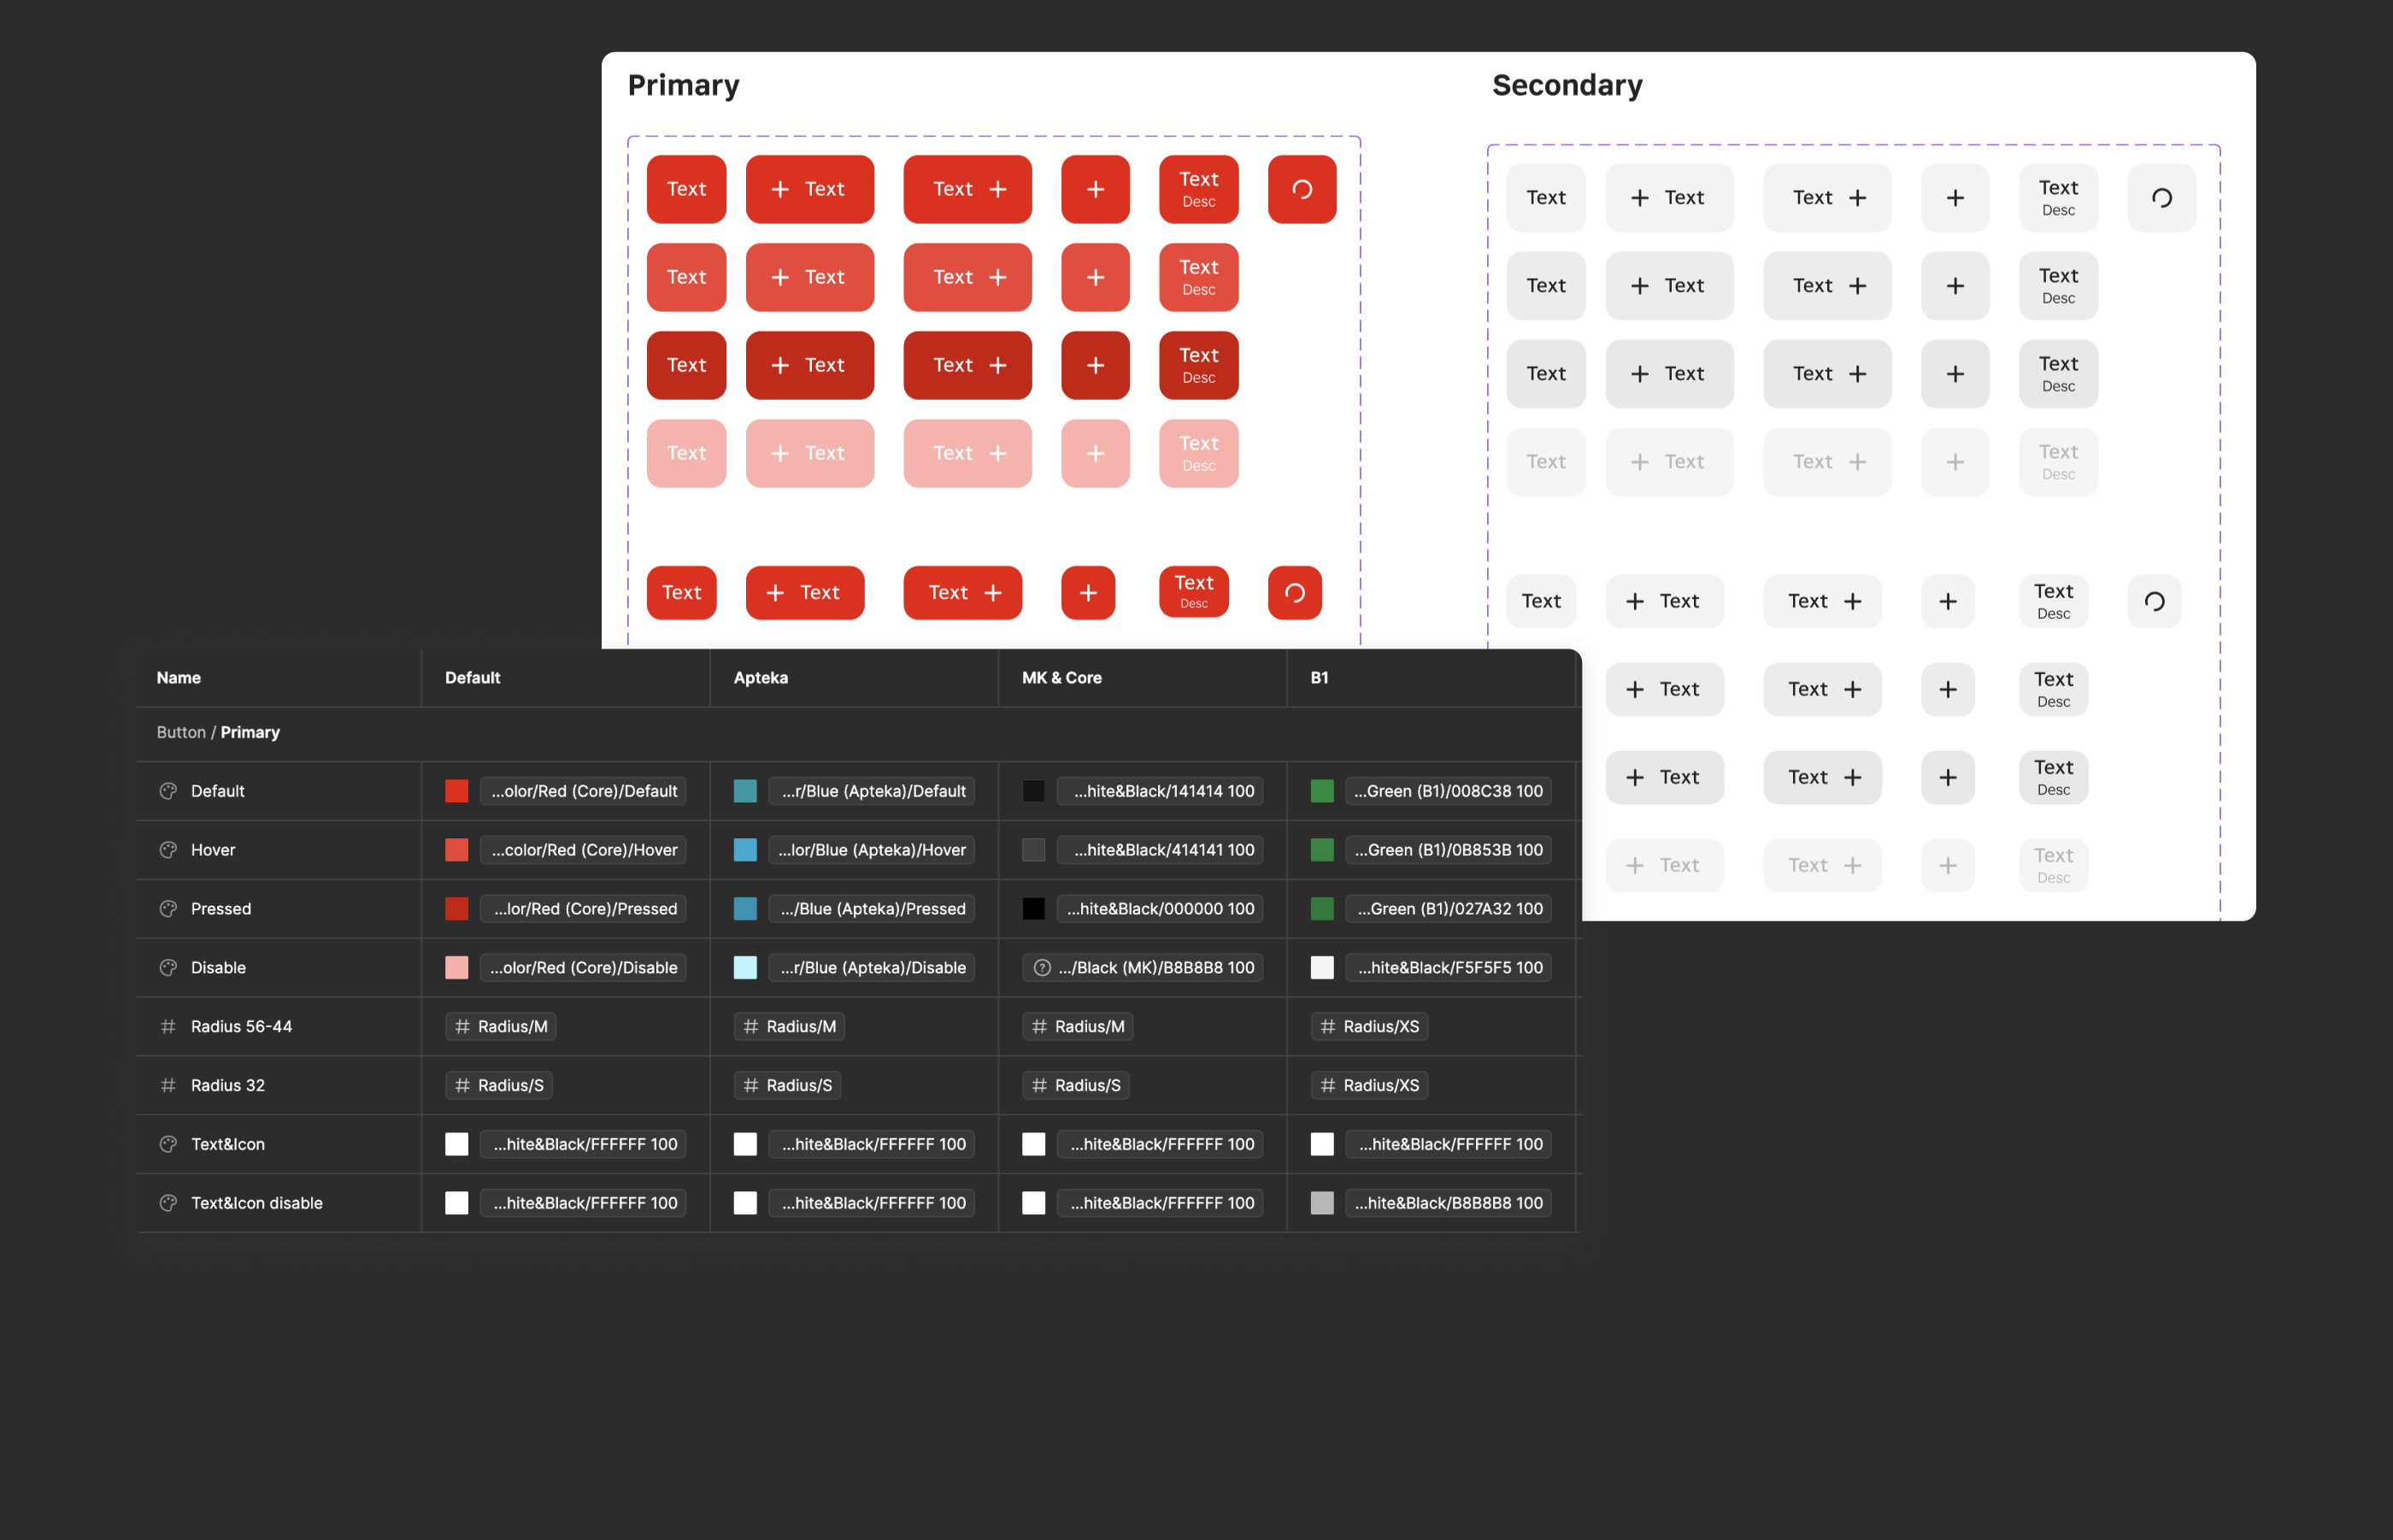 Primary
Secondary
Text + Text Text + + Text
Desc
Text + Text Text + + Text
Desc
Text + Text Text + + Text
Desc
Text + Text Text + + Text
Desc
Text + Text Text + + Text
Desc
Text + Text Text + + Text
Desc
Text + Text Text + + Text
Desc
Text + Text Text + + Text
Desc
Text + Text Text + + Text
Desc
Text + Text Text + + Text
Desc
+ Text Text + + Text
Desc
+ Text Text + + Text
Desc
+ Text Text + + Text
Desc
Name Default Apteka MK & Core B1
Button / Primary
Default ...olor/Red (Core)/Default ...r/Blue (Apteka)/Default ...hite&Black/141414 100 ...Green (B1)/008C38 100
Hover ...color/Red (Core)/Hover ...lor/Blue (Apteka)/Hover ...hite&Black/414141 100 ...Green (B1)/0B853B 100
Pressed ...lor/Red (Core)/Pressed .../Blue (Apteka)/Pressed ...hite&Black/000000 100 ...Green (B1)/027A32 100
Disable ...olor/Red (Core)/Disable ...r/Blue (Apteka)/Disable .../Black (MK)/B8B8B8 100 ...hite&Black/F5F5F5 100
# Radius 56-44 # Radius/M # Radius/M # Radius/M # Radius/XS
# Radius 32 # Radius/S # Radius/S # Radius/S # Radius/XS
Text&Icon ...hite&Black/FFFFFF 100 ...hite&Black/FFFFFF 100 ...hite&Black/FFFFFF 100 ...hite&Black/FFFFFF 100
Text&Icon disable ...hite&Black/FFFFFF 100 ...hite&Black/FFFFFF 100 ...hite&Black/FFFFFF 100 ...hite&Black/B8B8B8 100